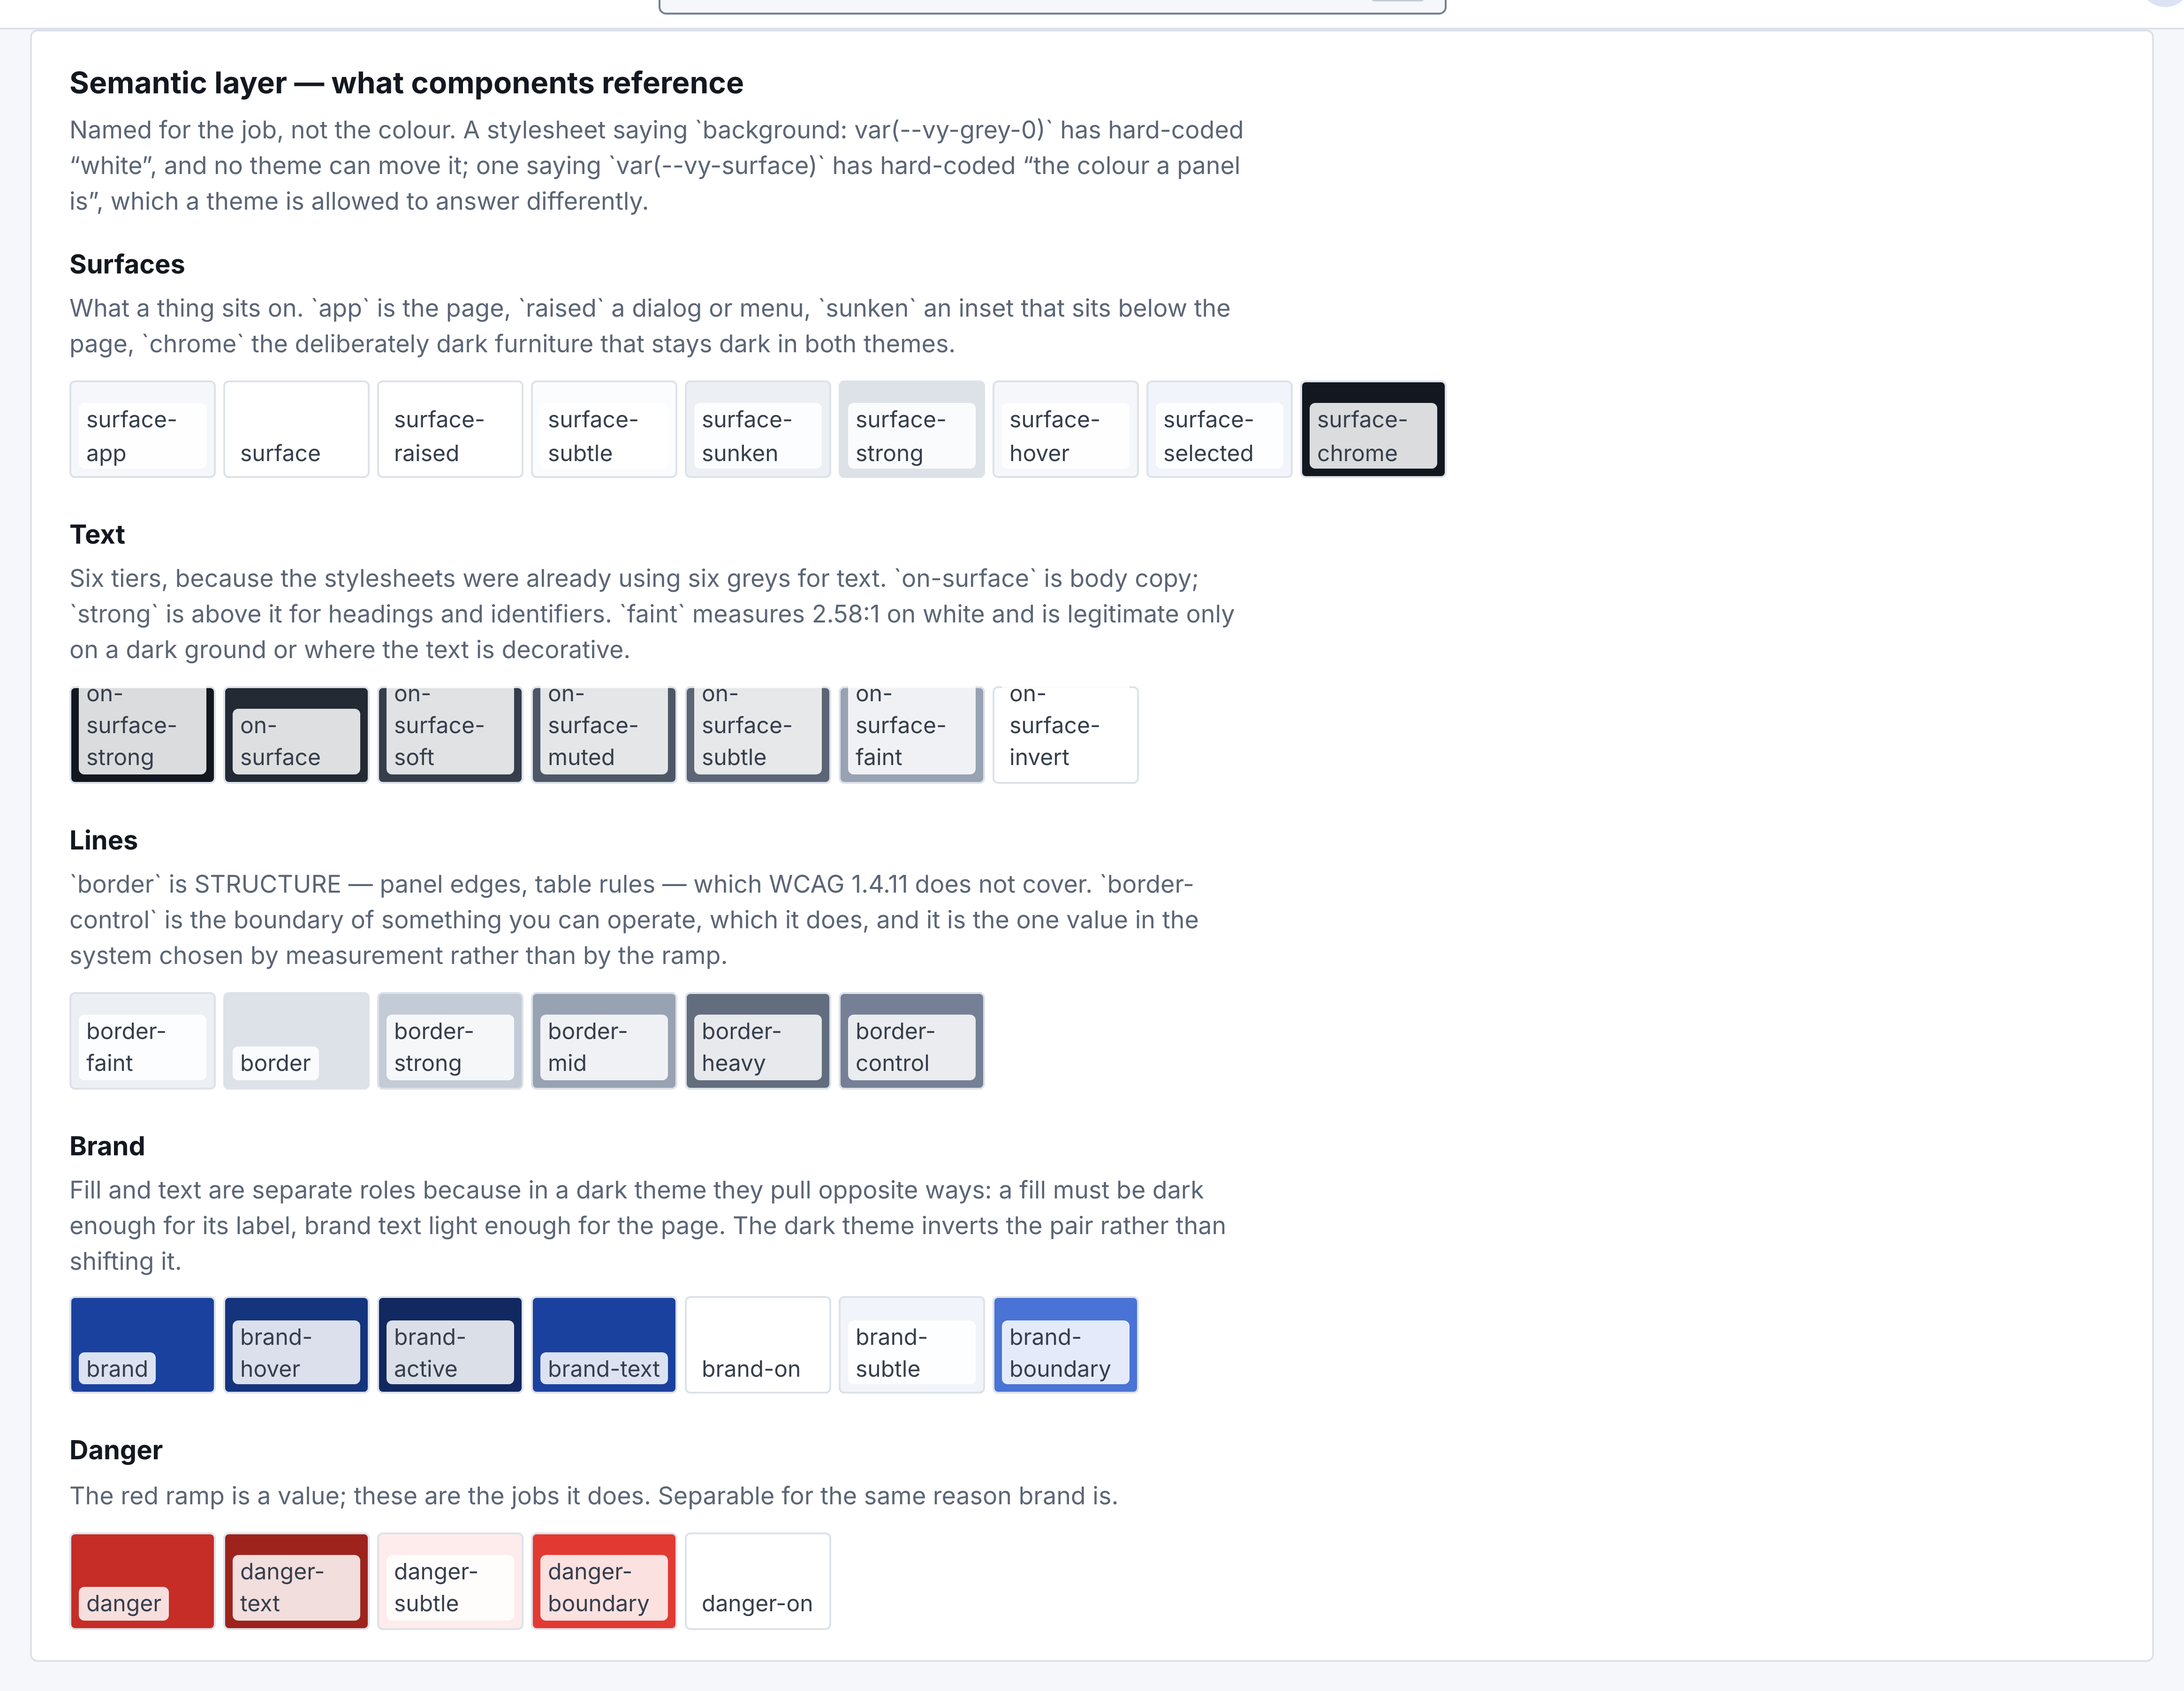 Semantic layer — what components reference
Named for the job, not the colour. A stylesheet saying `background: var(--vy-grey-0)` has hard-coded
“white”, and no theme can move it; one saying `var(--vy-surface)` has hard-coded “the colour a panel
is”, which a theme is allowed to answer differently.
Surfaces
What a thing sits on. `app` is the page, `raised` a dialog or menu, `sunken` an inset that sits below the
page, `chrome` the deliberately dark furniture that stays dark in both themes.
surface-
app
surface
surface-
raised
surface-
subtle
surface-
sunken
surface-
strong
surface-
hover
surface-
selected
surface-
chrome
Text
Six tiers, because the stylesheets were already using six greys for text. `on-surface` is body copy;
`strong` is above it for headings and identifiers. `faint` measures 2.58:1 on white and is legitimate only
on a dark ground or where the text is decorative.
on-
surface-
strong
on-
surface
on-
surface-
soft
on-
surface-
muted
on-
surface-
subtle
on-
surface-
faint
on-
surface-
invert
Lines
`border` is STRUCTURE — panel edges, table rules — which WCAG 1.4.11 does not cover. `border-
control` is the boundary of something you can operate, which it does, and it is the one value in the
system chosen by measurement rather than by the ramp.
border-
faint
border
border-
strong
border-
mid
border-
heavy
border-
control
Brand
Fill and text are separate roles because in a dark theme they pull opposite ways: a fill must be dark
enough for its label, brand text light enough for the page. The dark theme inverts the pair rather than
shifting it.
brand
brand-
hover
brand-
active
brand-text
brand-on
brand-
subtle
brand-
boundary
Danger
The red ramp is a value; these are the jobs it does. Separable for the same reason brand is.
danger
danger-
text
danger-
subtle
danger-
boundary
danger-on